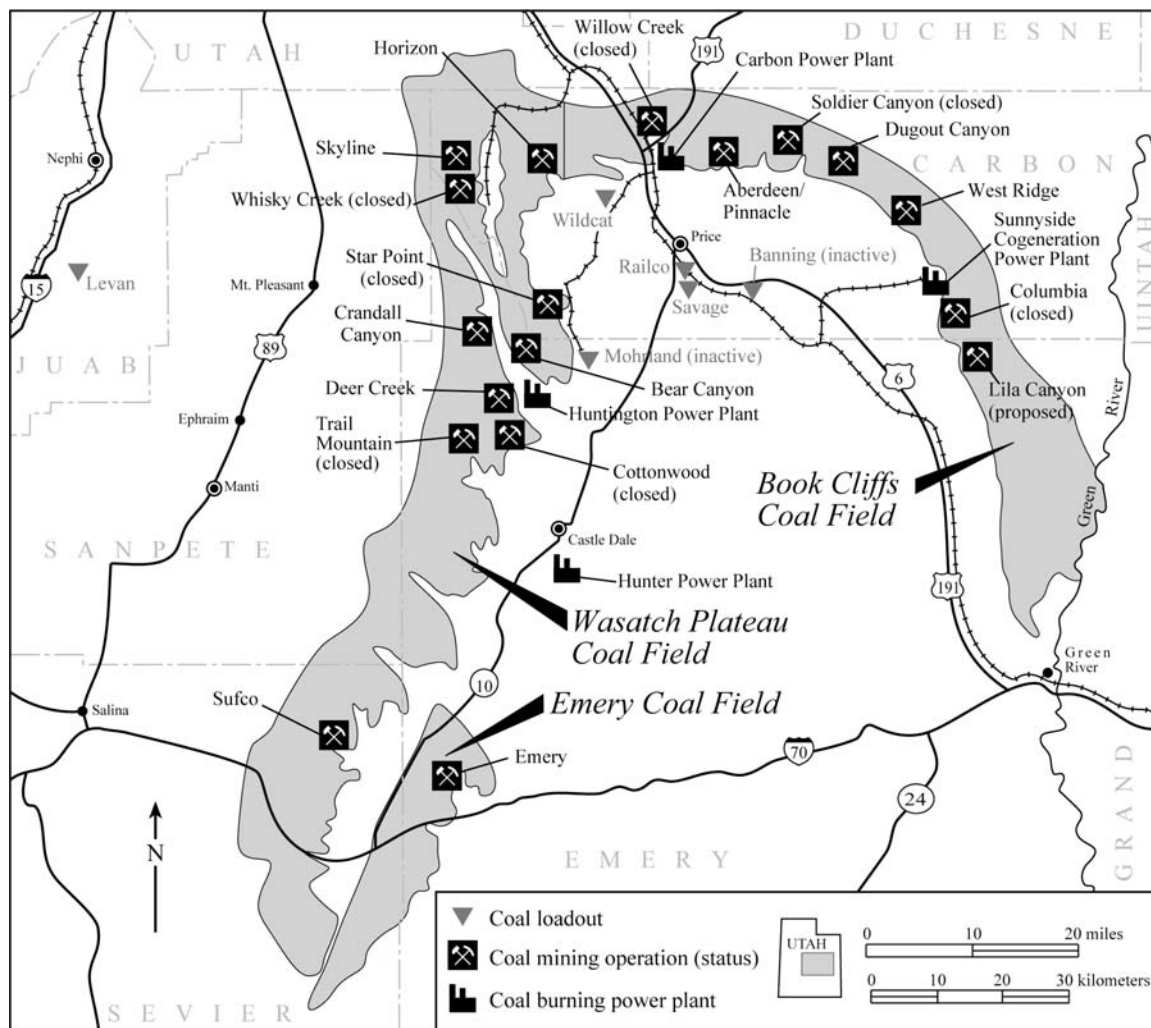 UTAH
DUCHESNE
Willow Creek
(closed)
191
Horizon
Carbon Power Plant
Soldier Canyon (closed)
Dugout Canyon
Nephi
Skyline
CARBON
Whisky Creek (closed)
Aberdeen/
Pinnacle
West Ridge
Wildcat
Sunnyside
Cogeneration
Power Plant
UINTAH
Price
Star Point
(closed)
Railco
Banning (inactive)
Levan
15
Mt. Pleasant
Savage
Columbia
(closed)
Crandall
Canyon
89
JUAB
Mohrland (inactive)
Bear Canyon
6
Lila Canyon
(proposed)
Deer Creek
Huntington Power Plant
Ephraim
Trail
Mountain
(closed)
Cottonwood
(closed)
Green River
Manti
Book Cliffs
Coal Field
Castle Dale
SANPETE
Hunter Power Plant
191
Wasatch Plateau
Coal Field
Green
River
10
Sufco
Emery Coal Field
Salina
Emery
70
24
GRAND
N
EMERY
SEVIER
Coal loadout
Coal mining operation (status)
Coal burning power plant
UTAH
0 10 20 miles
0 10 20 30 kilometers